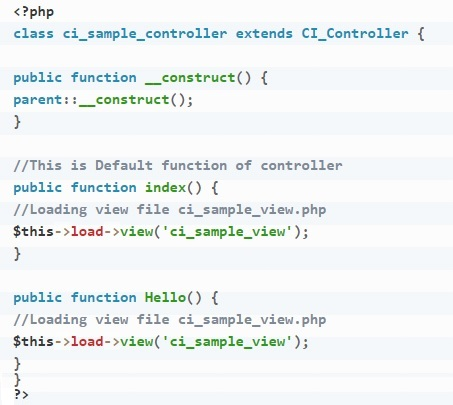 <?php
class ci_sample_controller extends CI_Controller {
public function __construct() {
parent::__construct();
}
//This is Default function of controller
public function index() {
//Loading view file ci_sample_view.php
$this->load->view('ci_sample_view');
}
public function Hello() {
//Loading view file ci_sample_view.php
$this->load->view('ci_sample_view');
}
}
?>